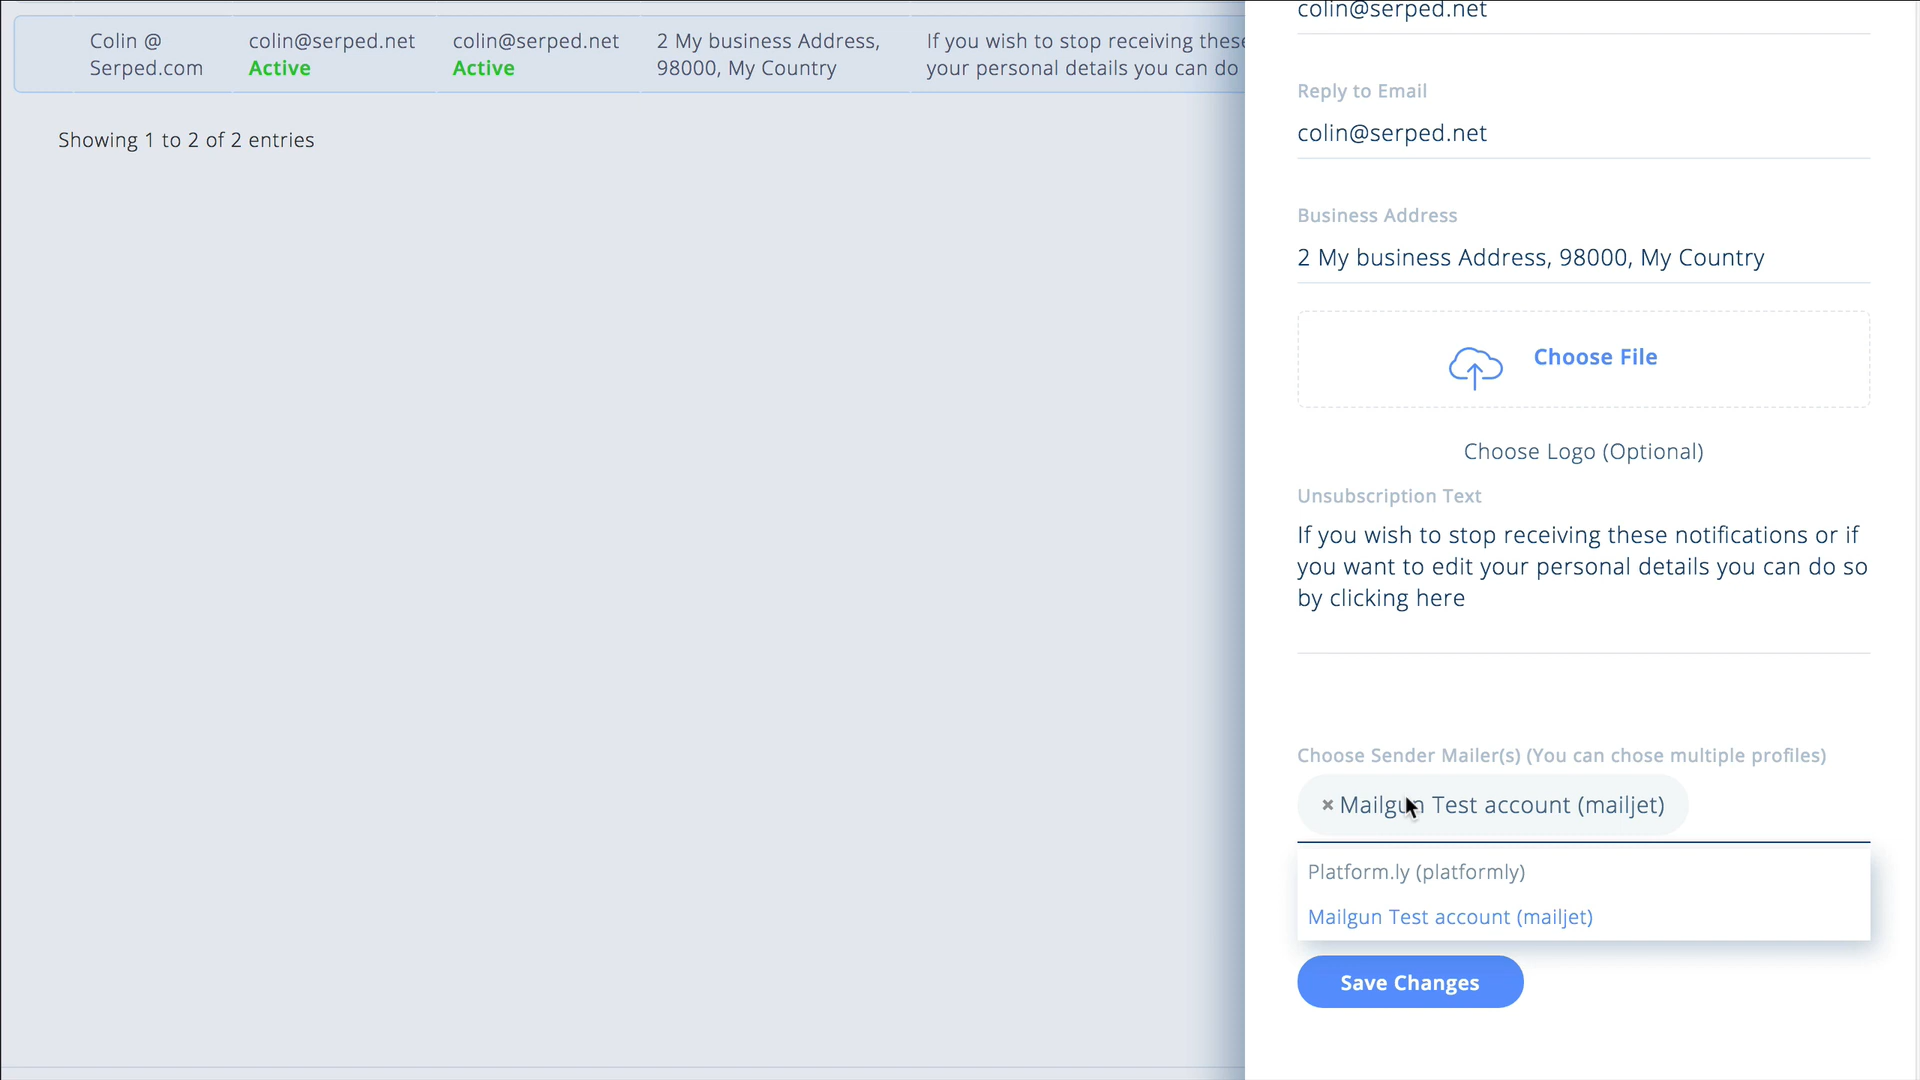 Colin @
Serped.com
colin@serped.net
Active
colin@serped.net
Active
2 My business Address,
98000, My Country
If you wish to stop receiving these
your personal details you can do
Showing 1 to 2 of 2 entries
colin@serped.net
Reply to Email
colin@serped.net
Business Address
2 My business Address, 98000, My Country
Choose File
Choose Logo (Optional)
Unsubscription Text
If you wish to stop receiving these notifications or if
you want to edit your personal details you can do so
by clicking here
Choose Sender Mailer(s) (You can chose multiple profiles)
× Mailgun Test account (mailjet)
Platform.ly (platformly)
Mailgun Test account (mailjet)
Save Changes